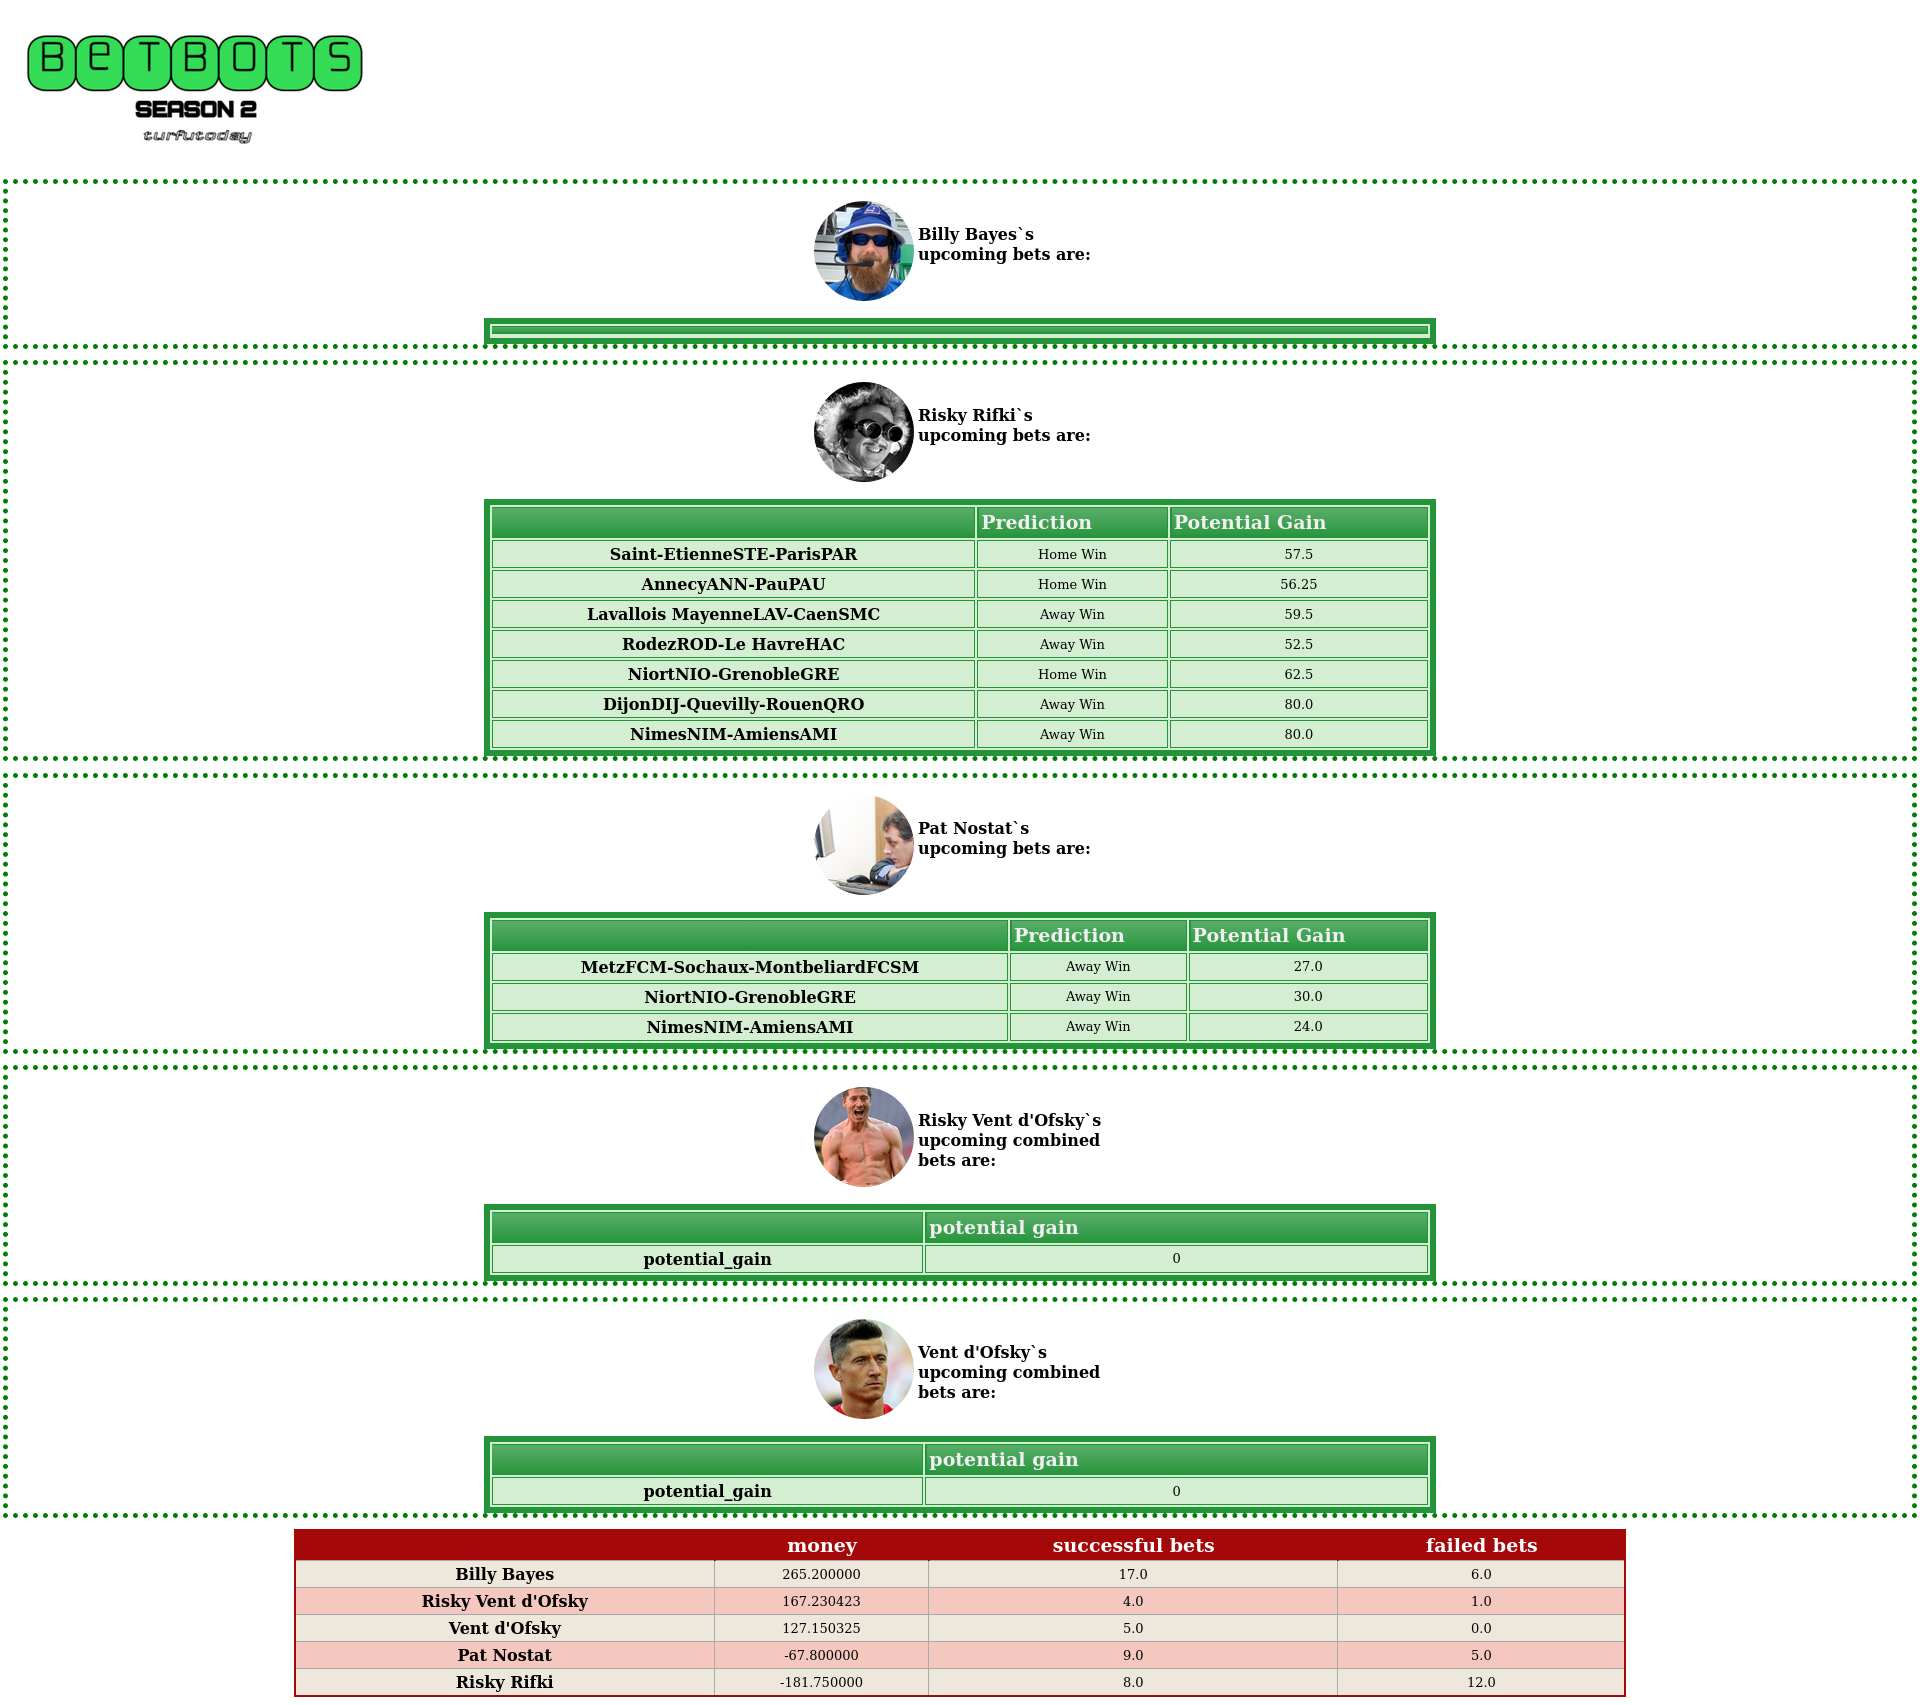 BeTBOTS
SEASON 2
turfutoday
Billy Bayes`s
upcoming bets are:
Risky Rifki`s
upcoming bets are:
Prediction Potential Gain
Saint-EtienneSTE-ParisPAR Home Win 57.5
AnnecyANN-PauPAU Home Win 56.25
Lavallois MayenneLAV-CaenSMC Away Win 59.5
RodezROD-Le HavreHAC Away Win 52.5
NiortNIO-GrenobleGRE Home Win 62.5
DijonDIJ-Quevilly-RouenQRO Away Win 80.0
NimesNIM-AmiensAMI Away Win 80.0
Pat Nostat`s
upcoming bets are:
Prediction Potential Gain
MetzFCM-Sochaux-MontbeliardFCSM Away Win 27.0
NiortNIO-GrenobleGRE Away Win 30.0
NimesNIM-AmiensAMI Away Win 24.0
Risky Vent d'Ofsky`s
upcoming combined
bets are:
potential gain
potential_gain 0
Vent d'Ofsky`s
upcoming combined
bets are:
potential gain
potential_gain 0
money successful bets failed bets
Billy Bayes 265.200000 17.0 6.0
Risky Vent d'Ofsky 167.230423 4.0 1.0
Vent d'Ofsky 127.150325 5.0 0.0
Pat Nostat -67.800000 9.0 5.0
Risky Rifki -181.750000 8.0 12.0